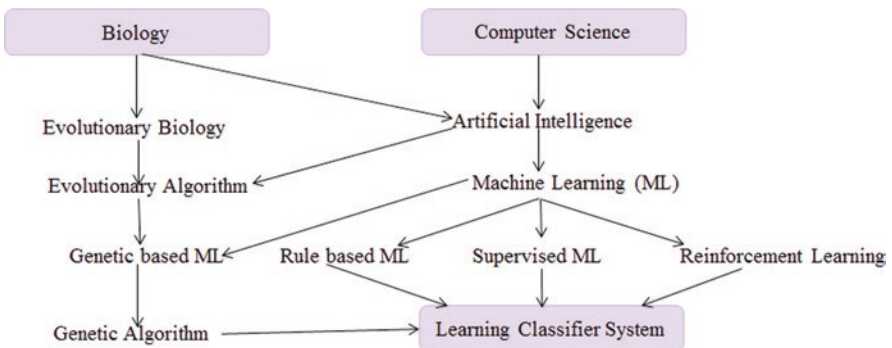 Biology
Computer Science
Evolutionary Biology
Artificial Intelligence
Evolutionary Algorithm
Machine Learning (ML)
Genetic based ML
Rule based ML
Supervised ML
Reinforcement Learning
Genetic Algorithm
Learning Classifier System